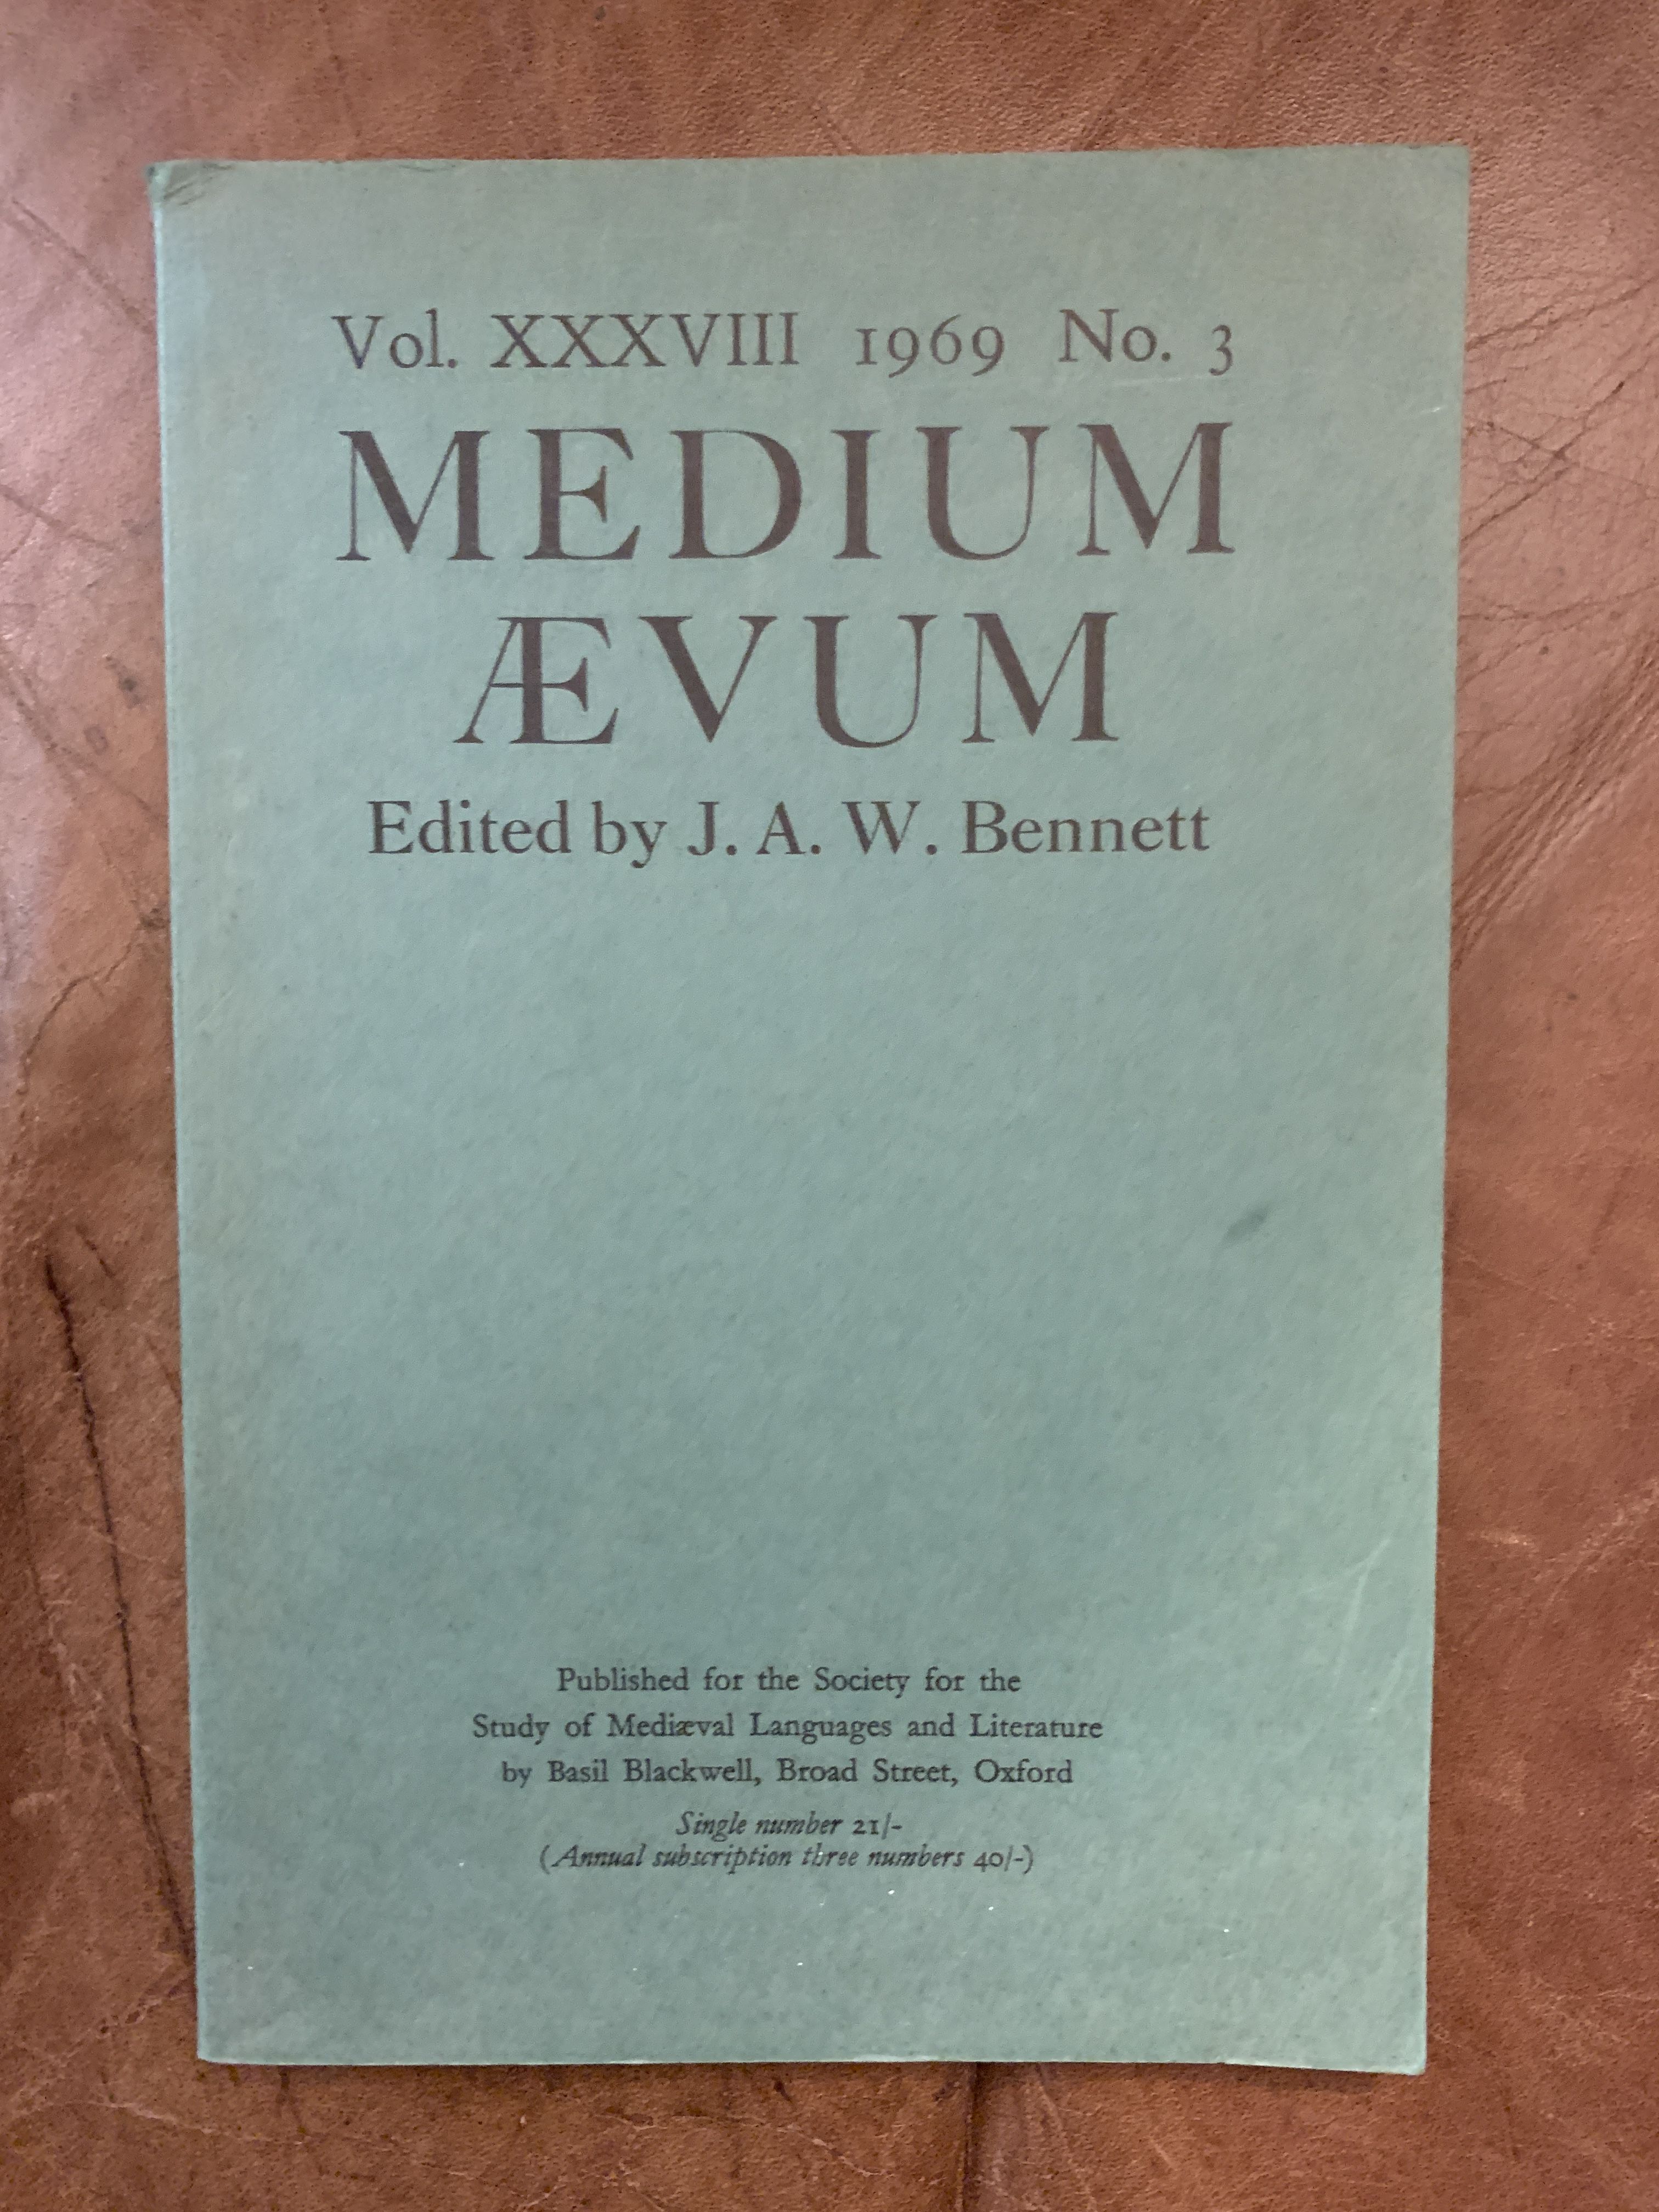 Vol. XXXVIII 1969 No. 3
MEDIUM
ÆVUM
Edited by J. A. W. Bennett
Published for the Society for the
Study of Mediæval Languages and Literature
by Basil Blackwell, Broad Street, Oxford
Single number 21/-
(Annual subscription three numbers 40/-)